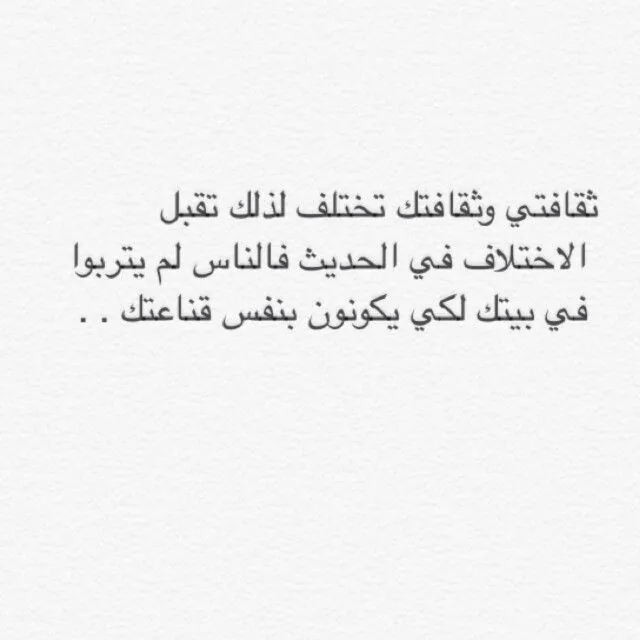 ثقافتي وثقافتك تختلف لذلك تقبل
الاختلاف في الحديث فالناس لم يتربوا
في بيتك لكي يكونون بنفس قناعتك . .